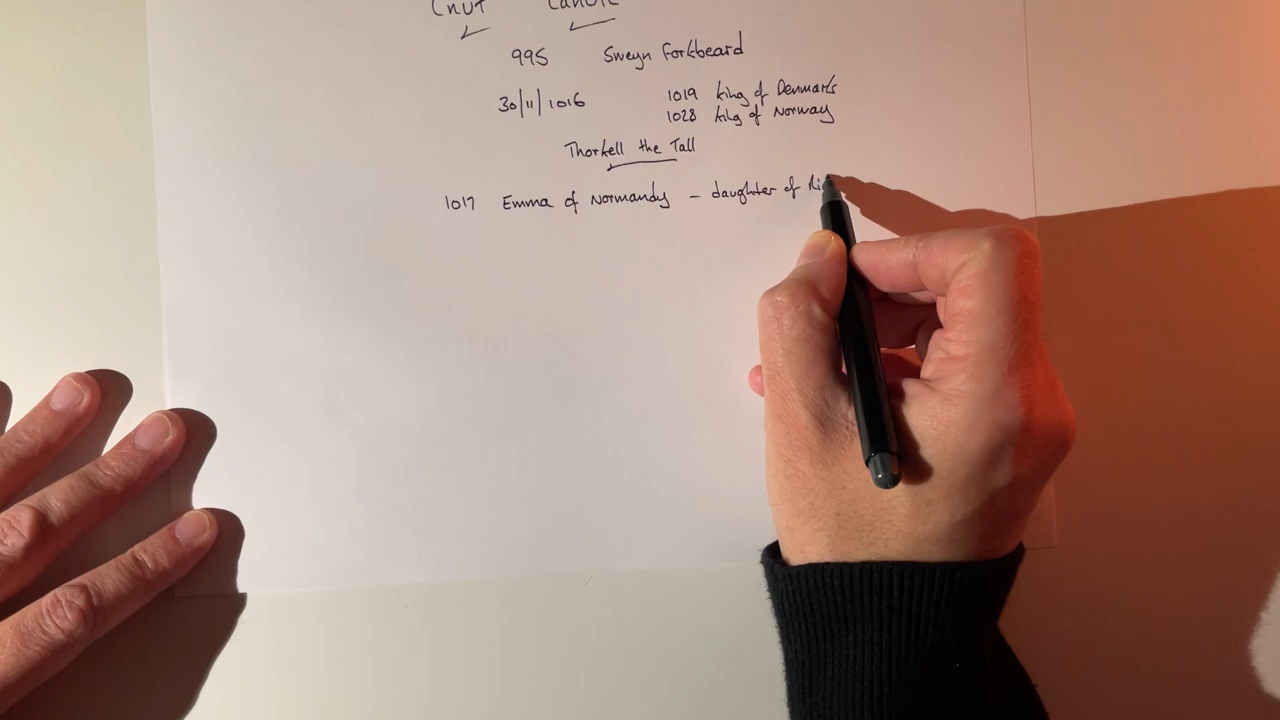 Cnut Canute
995 Sweyn Forkbeard
30/11/1016 1019 king of Denmark
1028 king of Norway
Thorkell the Tall
1017 Emma of Normandy – daughter of Ri